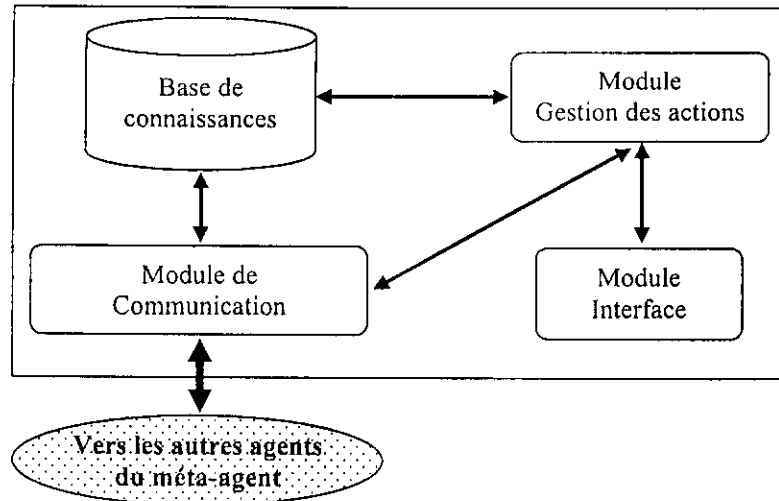 Base de
connaissances
Module
Gestion des actions
Module de
Communication
Module
Interface
Vers les autres agents
du méta-agent